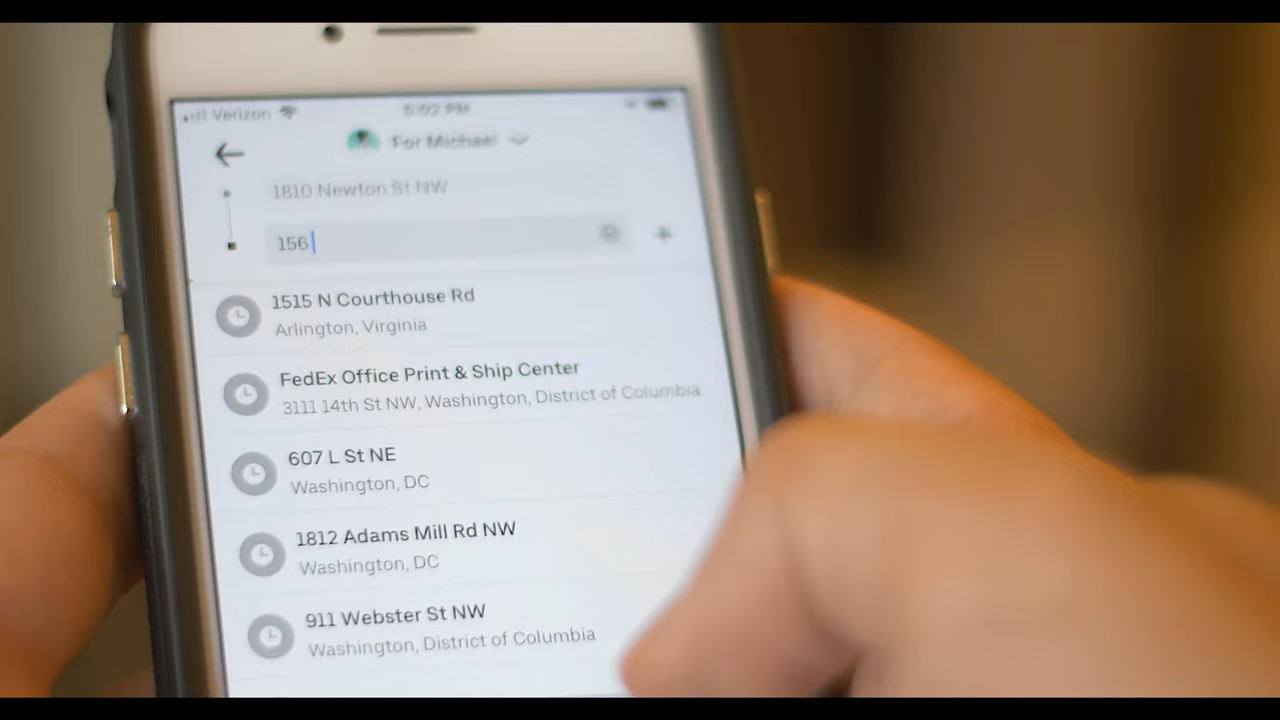 Verizon 5:02 PM
For Michael
1810 Newton St NW
156
1515 N Courthouse Rd
Arlington, Virginia
FedEx Office Print & Ship Center
3111 14th St NW, Washington, District of Columbia
607 L St NE
Washington, DC
1812 Adams Mill Rd NW
Washington, DC
911 Webster St NW
Washington, District of Columbia